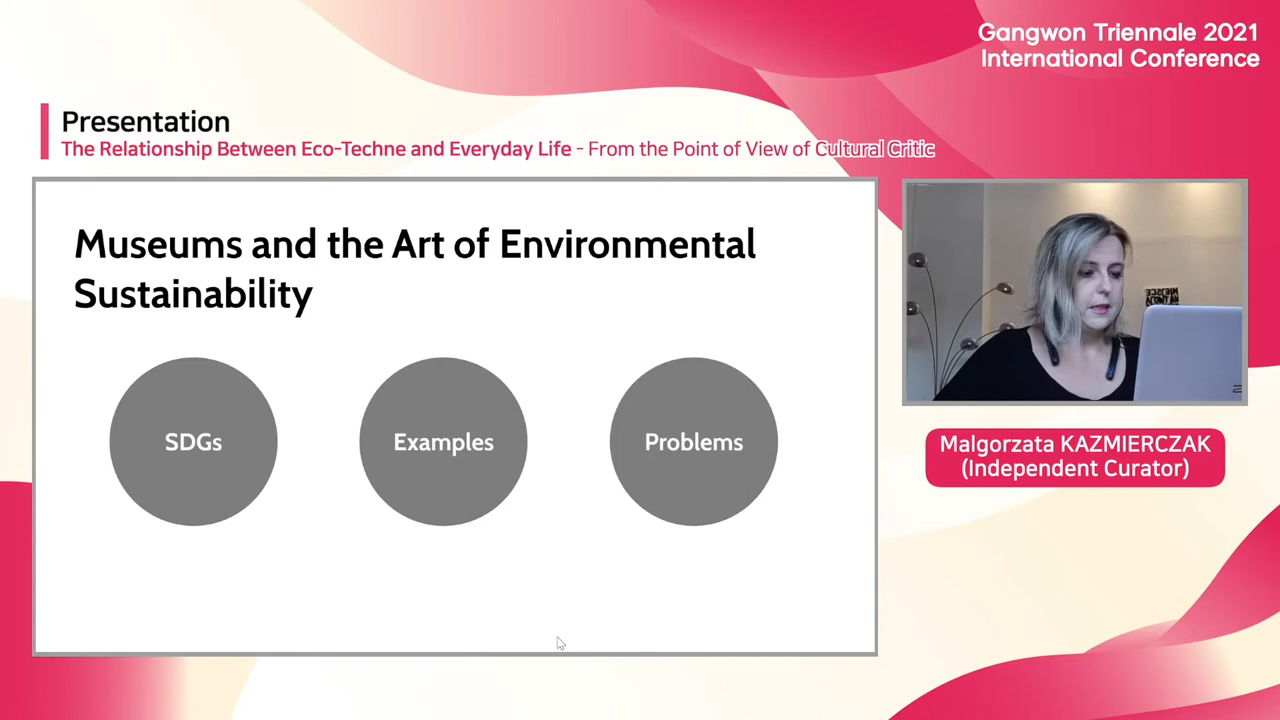 Gangwon Triennale 2021
International Conference
Presentation
The Relationship Between Eco-Techne and Everyday Life - From the Point of View of Cultural Critic
Museums and the Art of Environmental
Sustainability
SDGs
Examples
Problems
Malgorzata KAZMIERCZAK
(Independent Curator)